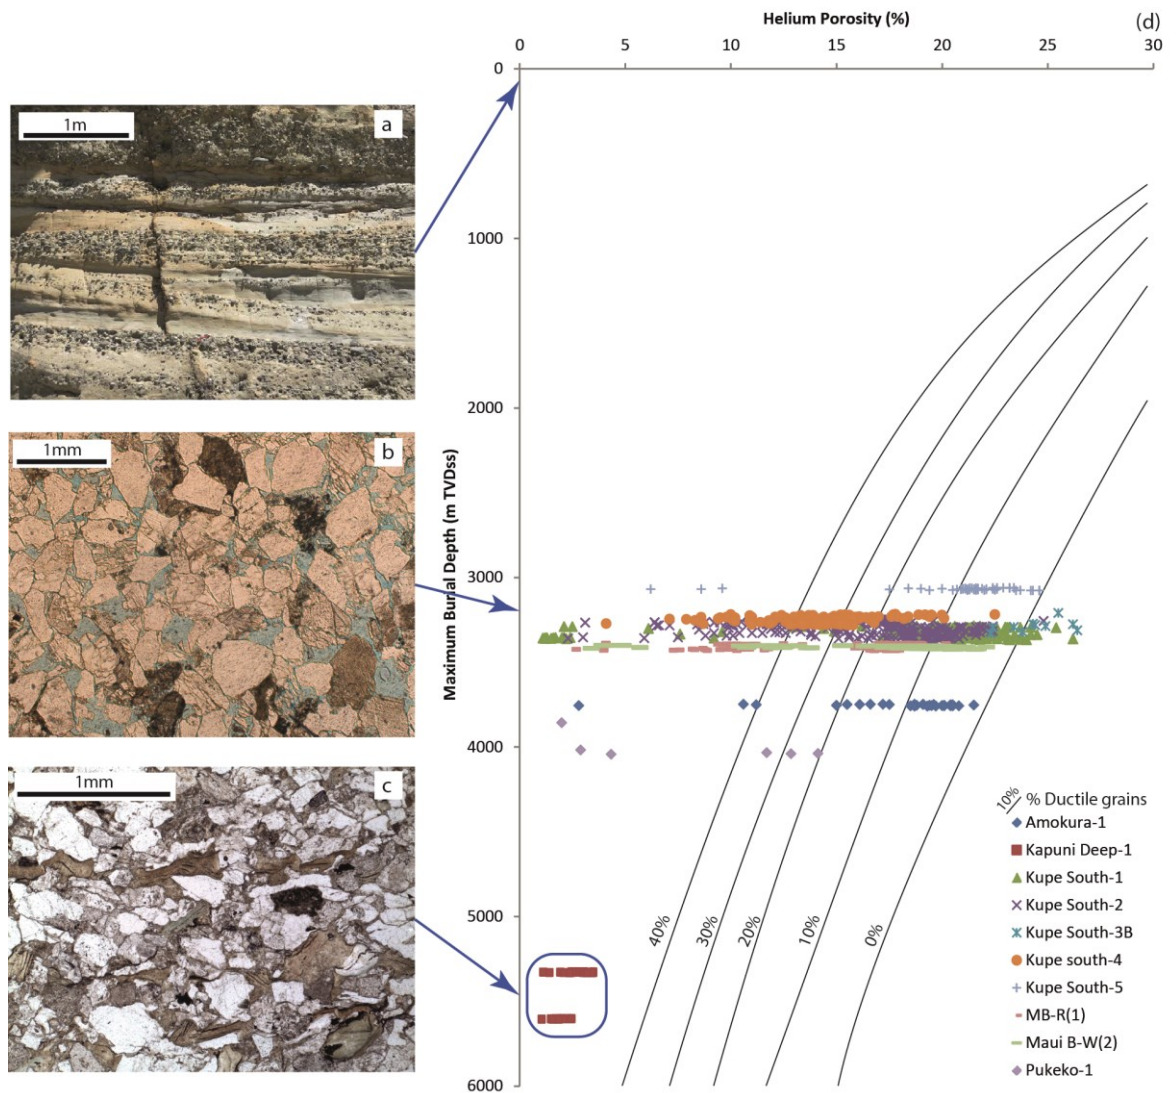 Helium Porosity (%)
(d)
0 5 10 15 20 25 30
0
1000
2000
3000
4000
5000
6000
Maximum Burial Depth (m TVDss)
1m
a
1mm
b
1mm
c
40%
30%
20%
10%
0%
10% % Ductile grains
Amokura-1
Kapuni Deep-1
Kupe South-1
Kupe South-2
Kupe South-3B
Kupe south-4
Kupe South-5
MB-R(1)
Maui B-W(2)
Pukeko-1